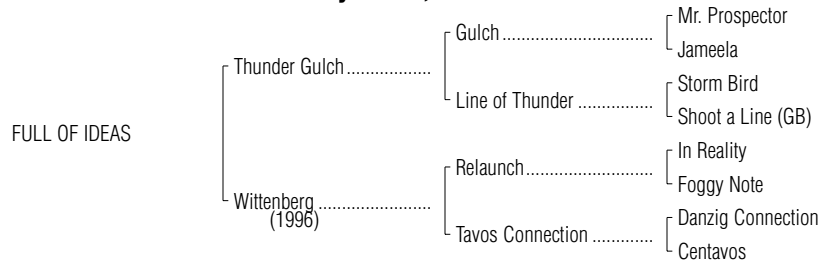 Gulch
Mr. Prospector
Jameela
Thunder Gulch
Line of Thunder
Storm Bird
Shoot a Line (GB)
FULL OF IDEAS
Relaunch
In Reality
Foggy Note
Wittenberg
(1996)
Tavos Connection
Danzig Connection
Centavos